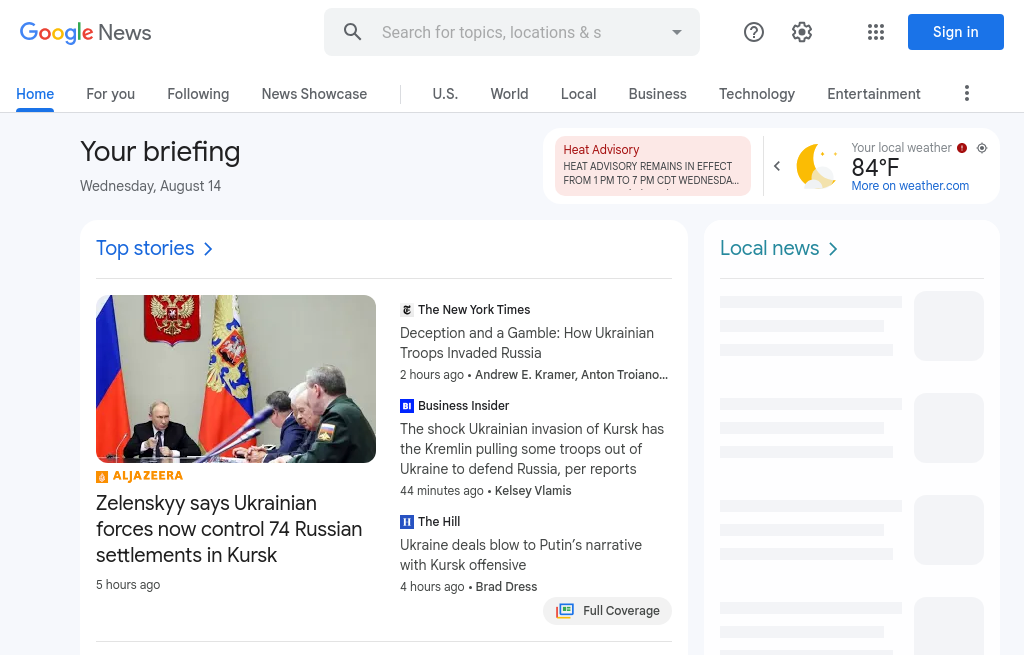 Google News
Search for topics, locations & s
Sign in
Home
For you
Following
News Showcase
U.S.
World
Local
Business
Technology
Entertainment
Your briefing
Wednesday, August 14
Heat Advisory
HEAT ADVISORY REMAINS IN EFFECT
FROM 1 PM TO 7 PM CDT WEDNESDA...
Your local weather
84°F
More on weather.com
Top stories
Local news
ALJAZEERA
Zelenskyy says Ukrainian
forces now control 74 Russian
settlements in Kursk
5 hours ago
The New York Times
Deception and a Gamble: How Ukrainian
Troops Invaded Russia
2 hours ago • Andrew E. Kramer, Anton Troiano...
BI Business Insider
The shock Ukrainian invasion of Kursk has
the Kremlin pulling some troops out of
Ukraine to defend Russia, per reports
44 minutes ago • Kelsey Vlamis
H The Hill
Ukraine deals blow to Putin’s narrative
with Kursk offensive
4 hours ago • Brad Dress
Full Coverage